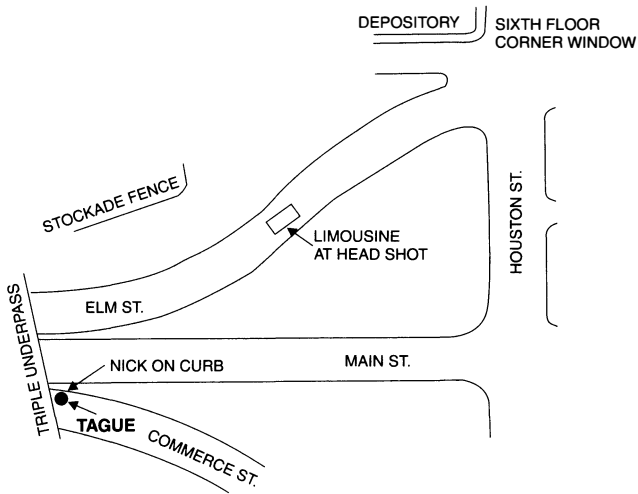 DEPOSITORY
SIXTH FLOOR
CORNER WINDOW
STOCKADE FENCE
HOUSTON ST.
LIMOUSINE
AT HEAD SHOT
ELM ST.
TRIPLE UNDERPASS
MAIN ST.
NICK ON CURB
TAGUE
COMMERCE ST.